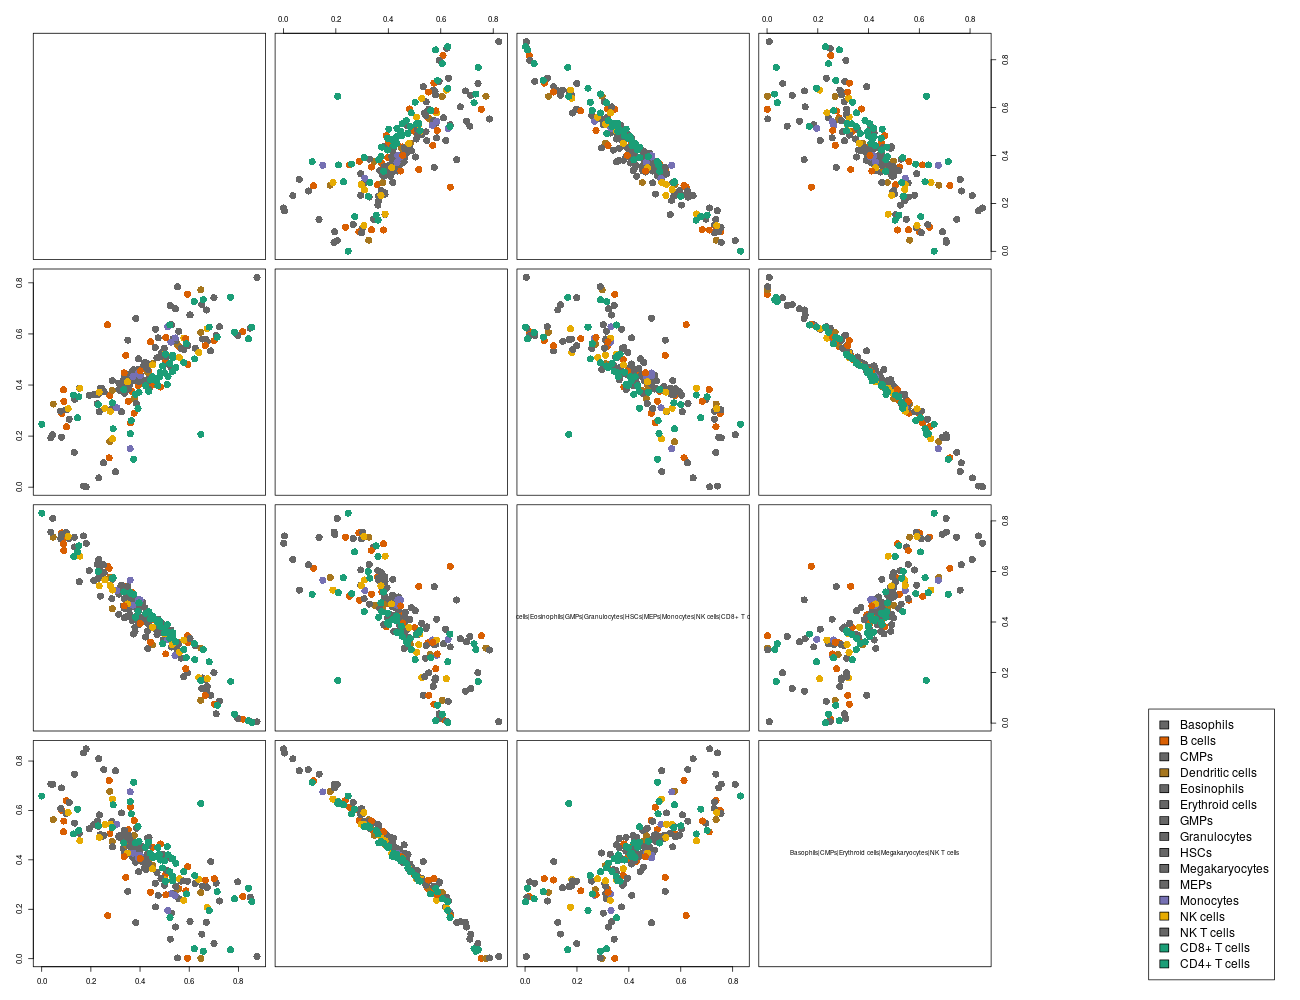 0.0 0.2 0.4 0.6 0.8 0.0 0.2 0.4 0.6 0.8
0.0 0.2 0.4 0.6 0.8
0.0 0.2 0.4 0.6 0.8
cells|Eosinophils|GMPs|Granulocytes|HSCs|MEPs|Monocytes|NK cells|CD8+ T c
0.0 0.2 0.4 0.6 0.8
Basophils|CMPs|Erythroid cells|Megakaryocytes|NK T cells
0.0 0.2 0.4 0.6 0.8
0.0 0.2 0.4 0.6 0.8 0.0 0.2 0.4 0.6 0.8
Basophils
B cells
CMPs
Dendritic cells
Eosinophils
Erythroid cells
GMPs
Granulocytes
HSCs
Megakaryocytes
MEPs
Monocytes
NK cells
NK T cells
CD8+ T cells
CD4+ T cells